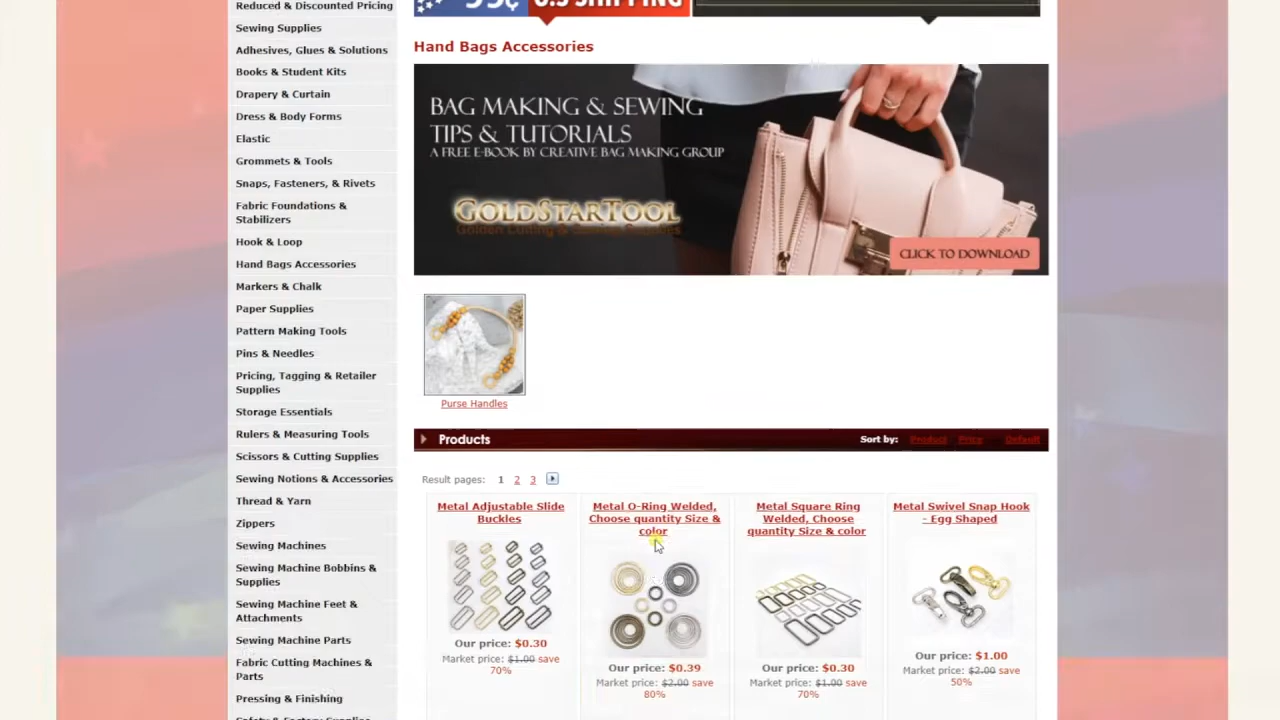 Reduced & Discounted Pricing
Sewing Supplies
Adhesives, Glues & Solutions
Books & Student Kits
Drapery & Curtain
Dress & Body Forms
Elastic
Grommets & Tools
Snaps, Fasteners, & Rivets
Fabric Foundations &
Stabilizers
Hook & Loop
Hand Bags Accessories
Markers & Chalk
Paper Supplies
Pattern Making Tools
Pins & Needles
Pricing, Tagging & Retailer
Supplies
Storage Essentials
Rulers & Measuring Tools
Scissors & Cutting Supplies
Sewing Notions & Accessories
Thread & Yarn
Zippers
Sewing Machines
Sewing Machine Bobbins &
Supplies
Sewing Machine Feet &
Attachments
Sewing Machine Parts
Fabric Cutting Machines &
Parts
Pressing & Finishing
Hand Bags Accessories
BAG MAKING & SEWING
TIPS & TUTORIALS
A FREE E-BOOK BY CREATIVE BAG MAKING GROUP
GOLDSTARTOOL
Golden Cutting & Sewing Supplies
CLICK TO DOWNLOAD
Purse Handles
Products
Sort by: Product Price Default
Result pages: 1 2 3
Metal Adjustable Slide
Buckles
Our price: $0.30
Market price: $1.00 save
70%
Metal O-Ring Welded,
Choose quantity Size &
color
Our price: $0.39
Market price: $2.00 save
80%
Metal Square Ring
Welded, Choose
quantity Size & color
Our price: $0.30
Market price: $1.00 save
70%
Metal Swivel Snap Hook
- Egg Shaped
Our price: $1.00
Market price: $2.00 save
50%